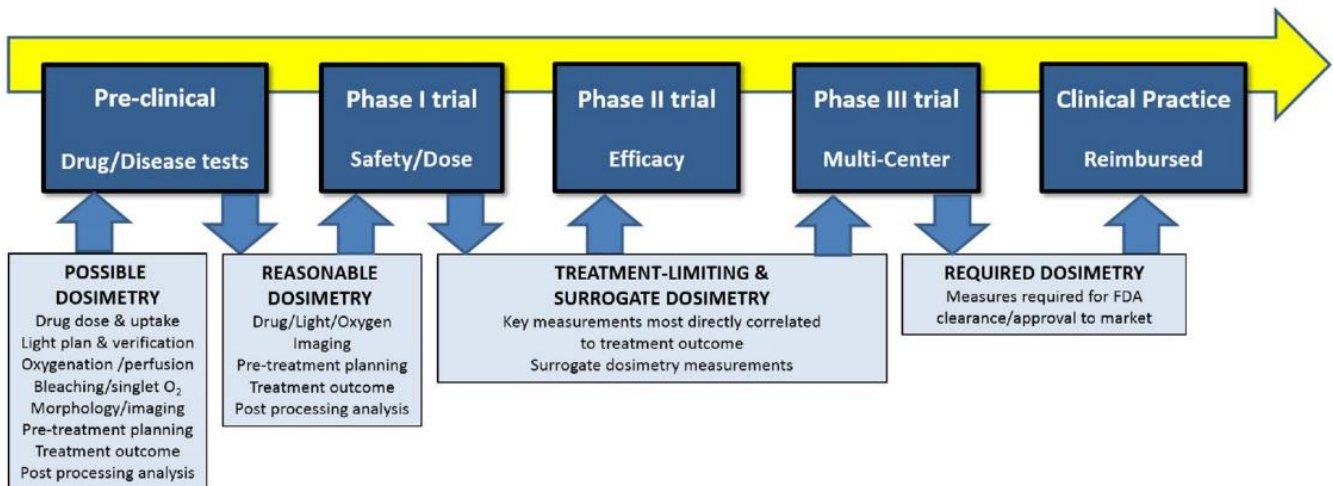 Pre-clinical
Drug/Disease tests
Phase I trial
Safety/Dose
Phase II trial
Efficacy
Phase III trial
Multi-Center
Clinical Practice
Reimbursed
POSSIBLE
DOSIMETRY
Drug dose & uptake
Light plan & verification
Oxygenation /perfusion
Bleaching/singlet O₂
Morphology/imaging
Pre-treatment planning
Treatment outcome
Post processing analysis
REASONABLE
DOSIMETRY
Drug/Light/Oxygen
Imaging
Pre-treatment planning
Treatment outcome
Post processing analysis
TREATMENT-LIMITING &
SURROGATE DOSIMETRY
Key measurements most directly correlated
to treatment outcome
Surrogate dosimetry measurements
REQUIRED DOSIMETRY
Measures required for FDA
clearance/approval to market